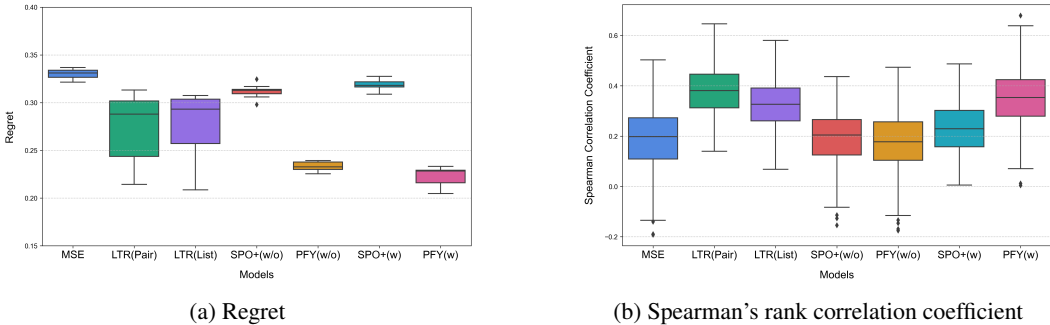 0.40
0.35
0.30
0.25
0.20
0.15
Regret
MSE LTR(Pair) LTR(List) SPO+(w/o) PFY(w/o) SPO+(w) PFY(w)
Models
(a) Regret
0.6
0.4
0.2
0.0
−0.2
Spearman Correlation Coefficient
MSE LTR(Pair) LTR(List) SPO+(w/o) PFY(w/o) SPO+(w) PFY(w)
Models
(b) Spearman's rank correlation coefficient